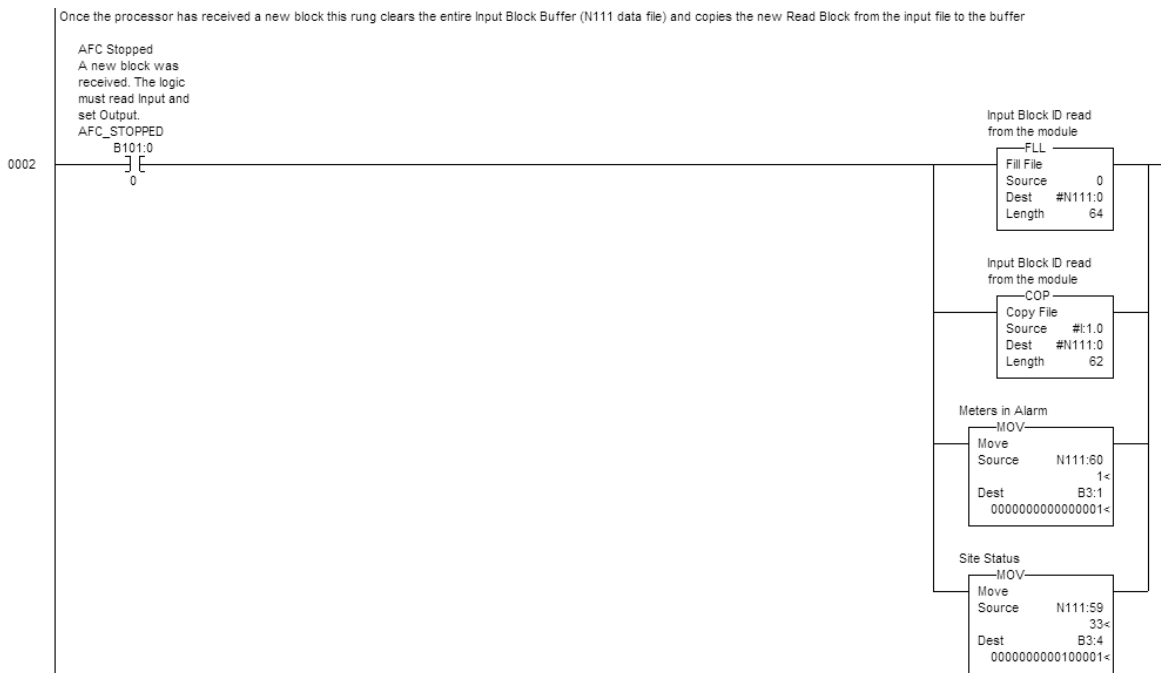 Once the processor has received a new block this rung clears the entire Input Block Buffer (N111 data file) and copies the new Read Block from the input file to the buffer
AFC Stopped
A new block was
received. The logic
must read Input and
set Output.
AFC_STOPPED
B101:0
0002
0
Input Block ID read
from the module
FLL
Fill File
Source 0
Dest #N111:0
Length 64
Input Block ID read
from the module
COP
Copy File
Source #I:1.0
Dest #N111:0
Length 62
Meters in Alarm
MOV
Move
Source N111:60
1<
Dest B3:1
0000000000000001<
Site Status
MOV
Move
Source N111:59
33<
Dest B3:4
0000000000100001<